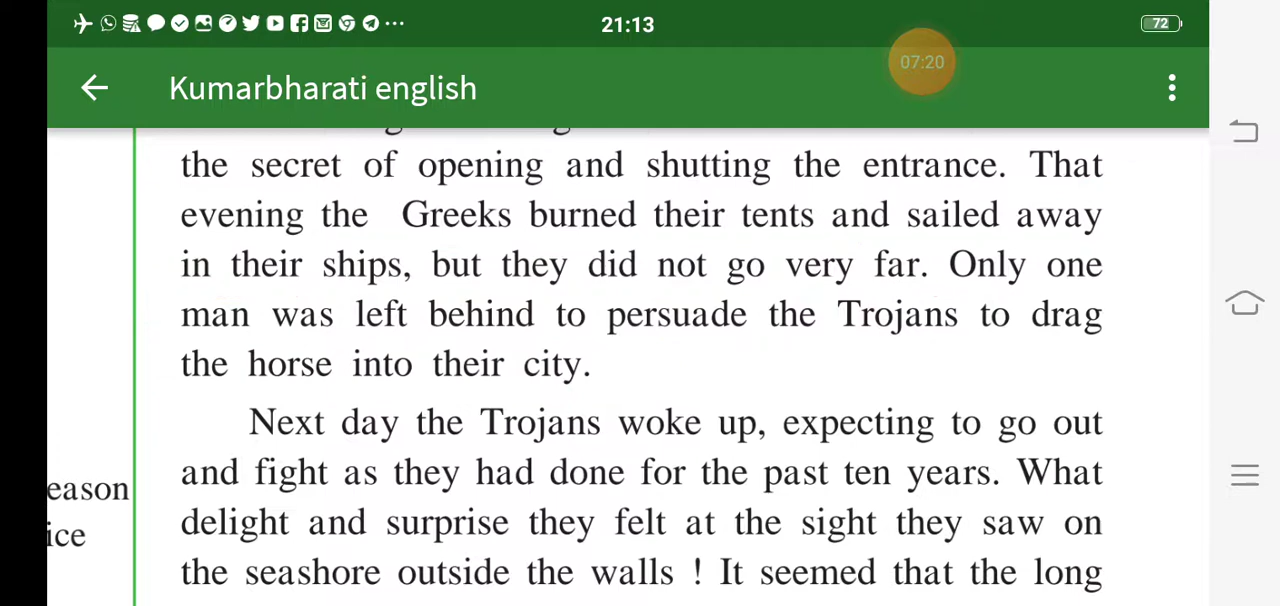 21:13
72
07:20
Kumarbharati english
the secret of opening and shutting the entrance. That
evening the Greeks burned their tents and sailed away
in their ships, but they did not go very far. Only one
man was left behind to persuade the Trojans to drag
the horse into their city.
Next day the Trojans woke up, expecting to go out
and fight as they had done for the past ten years. What
delight and surprise they felt at the sight they saw on
the seashore outside the walls ! It seemed that the long
eason
ice